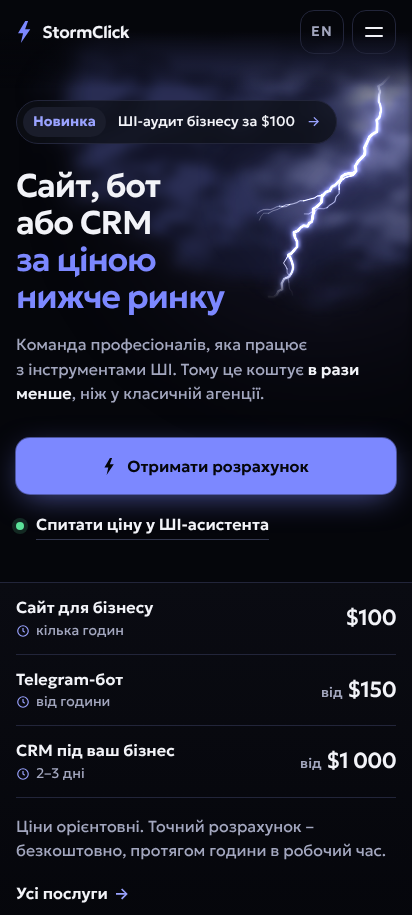 StormClick
EN
Новинка ШІ-аудит бізнесу за $100 →
Сайт, бот
або CRM
за ціною
нижче ринку
Команда професіоналів, яка працює
з інструментами ШІ. Тому це коштує в рази
менше, ніж у класичній агенції.
Отримати розрахунок
Спитати ціну у ШІ-асистента
Сайт для бізнесу
$100
кілька годин
Telegram-бот
від $150
від години
CRM під ваш бізнес
від $1 000
2–3 дні
Ціни орієнтовні. Точний розрахунок –
безкоштовно, протягом години в робочий час.
Усі послуги →